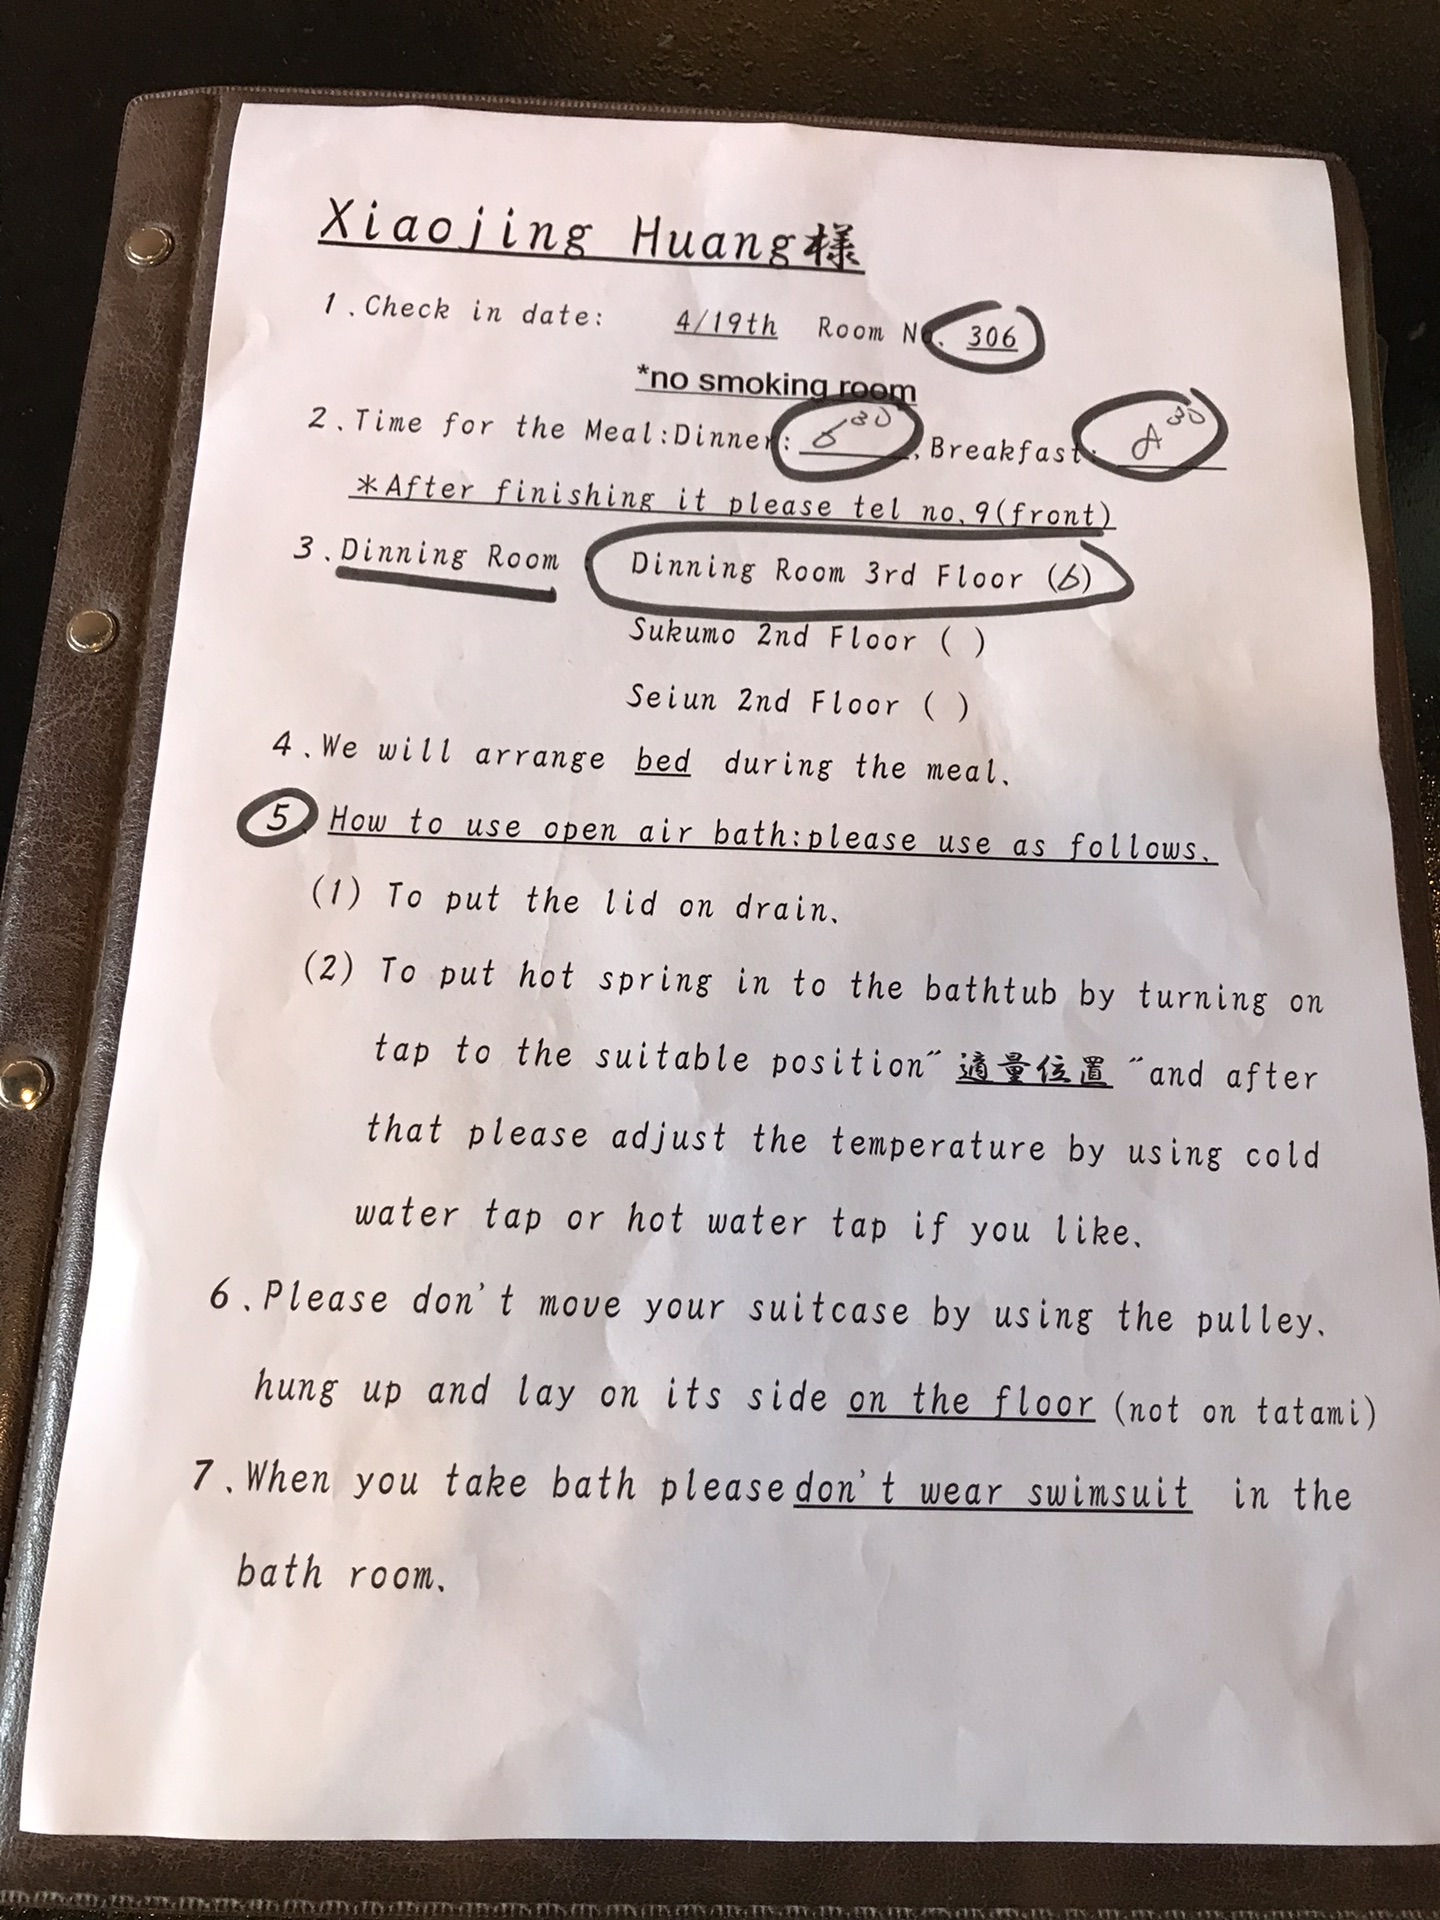 Xiaojing Huang様
1.Check in date: 4/19th Room No. 306
*no smoking room
2.Time for the Meal:Dinner: 6³⁰, Breakfast: 8³⁰
*After finishing it please tel no.9(front)
3.Dinning Room Dinning Room 3rd Floor (6)
Sukumo 2nd Floor ( )
Seiun 2nd Floor ( )
4.We will arrange bed during the meal.
5 How to use open air bath:please use as follows.
(1) To put the lid on drain.
(2) To put hot spring in to the bathtub by turning on
tap to the suitable position″適量位置″and after
that please adjust the temperature by using cold
water tap or hot water tap if you like.
6.Please don't move your suitcase by using the pulley.
hung up and lay on its side on the floor (not on tatami)
7.When you take bath please don't wear swimsuit in the
bath room.